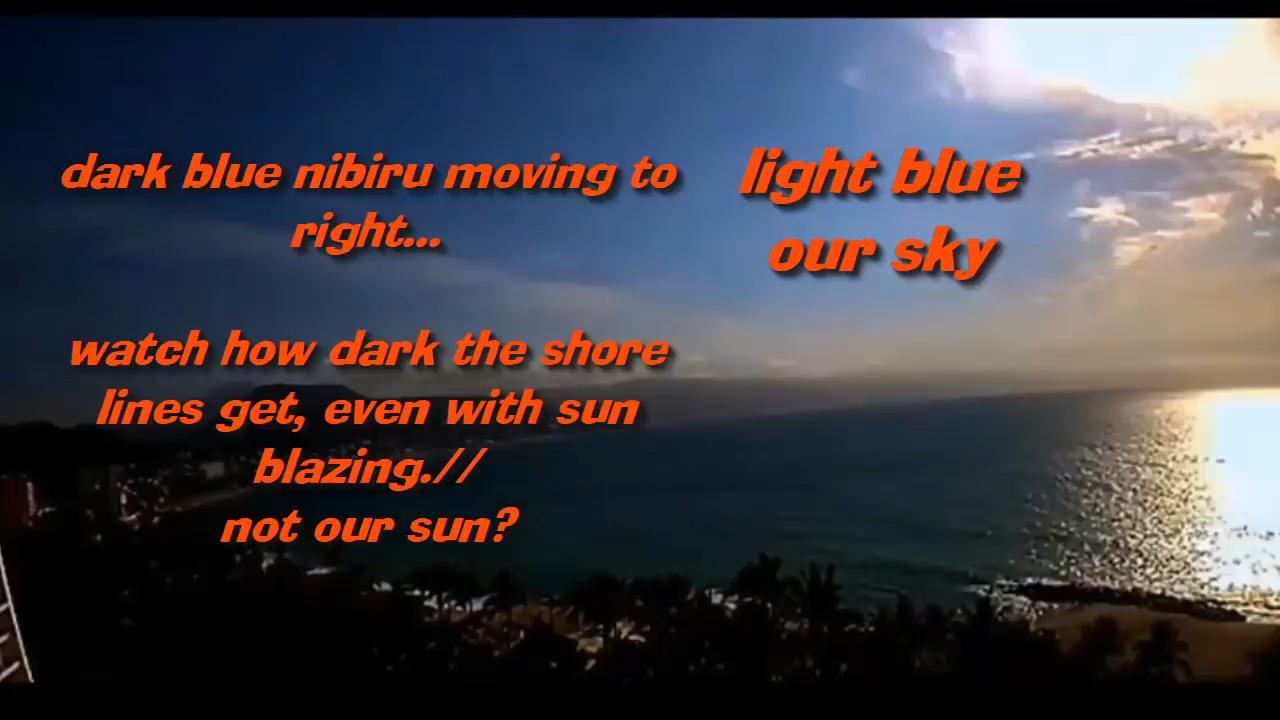 dark blue nibiru moving to
right...
light blue
our sky
watch how dark the shore
lines get, even with sun
blazing.//
not our sun?